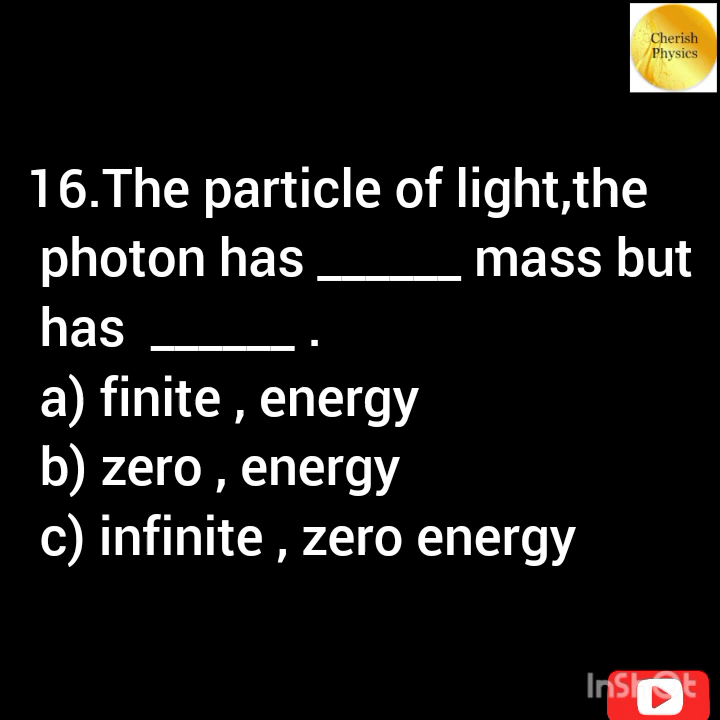 Cherish
Physics
16.The particle of light,the
photon has ______ mass but
has ______ .
a) finite , energy
b) zero , energy
c) infinite , zero energy